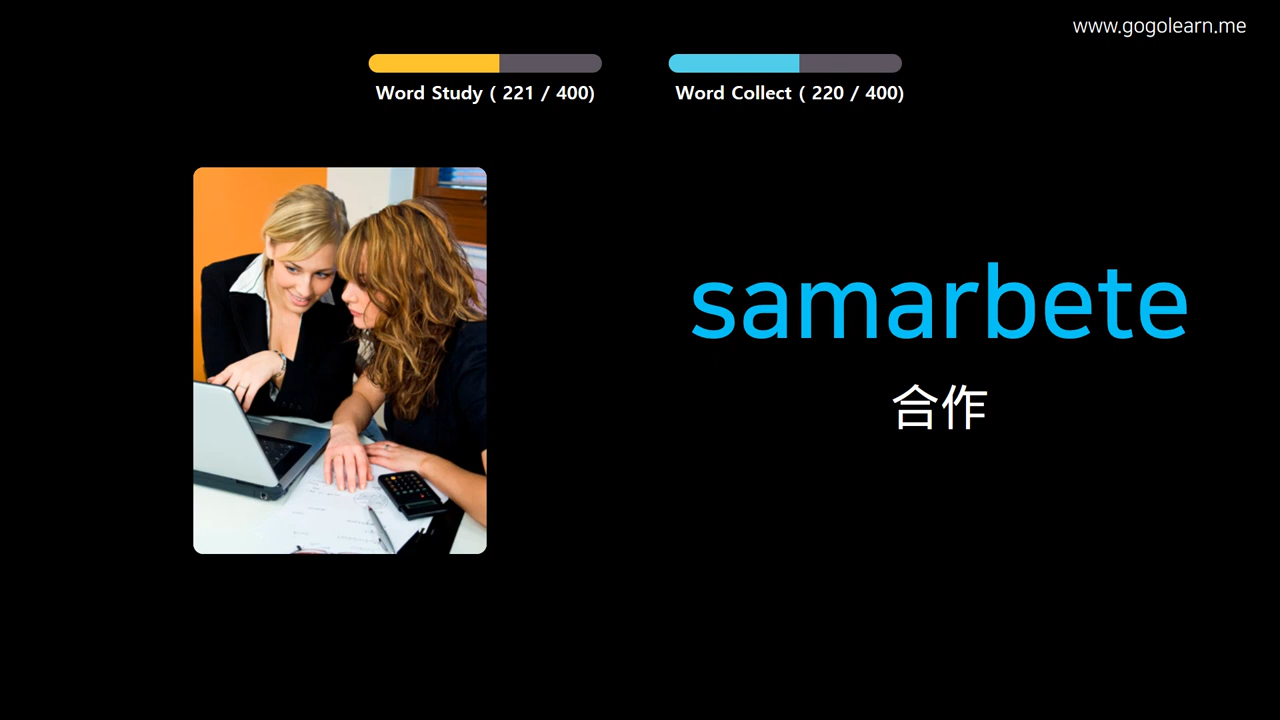 www.gogolearn.me
Word Study ( 221 / 400)
Word Collect ( 220 / 400)
samarbete
合作